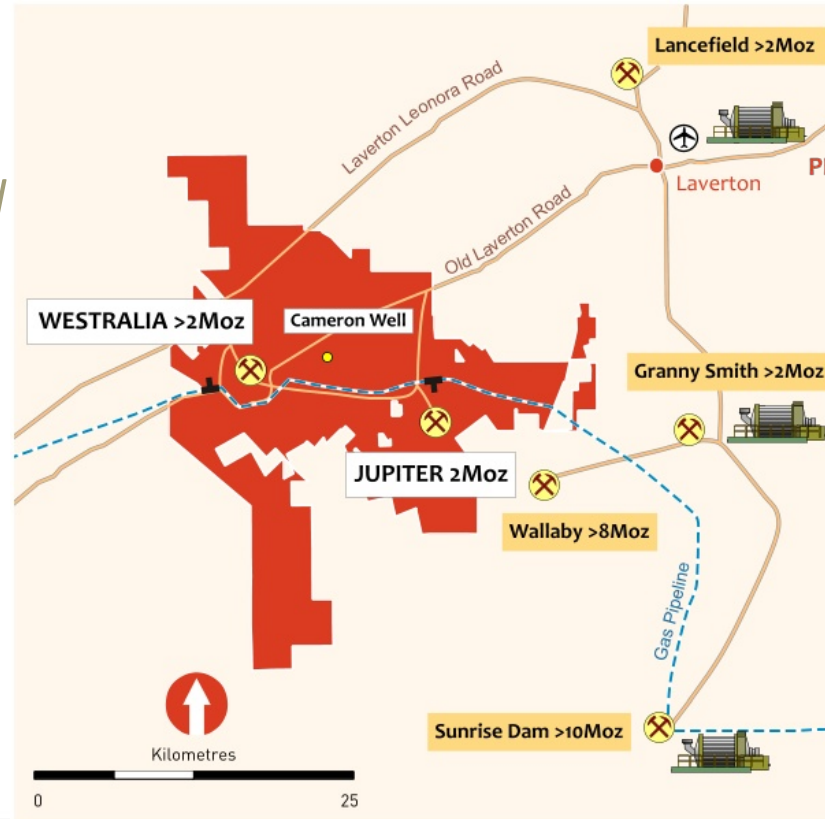 Lancefield >2Moz
Laverton Leonora Road
Laverton
Old Laverton Road
WESTRALIA >2Moz
Cameron Well
Granny Smith >2Moz
JUPITER 2Moz
Wallaby >8Moz
Gas Pipeline
Sunrise Dam >10Moz
Kilometres
0 25